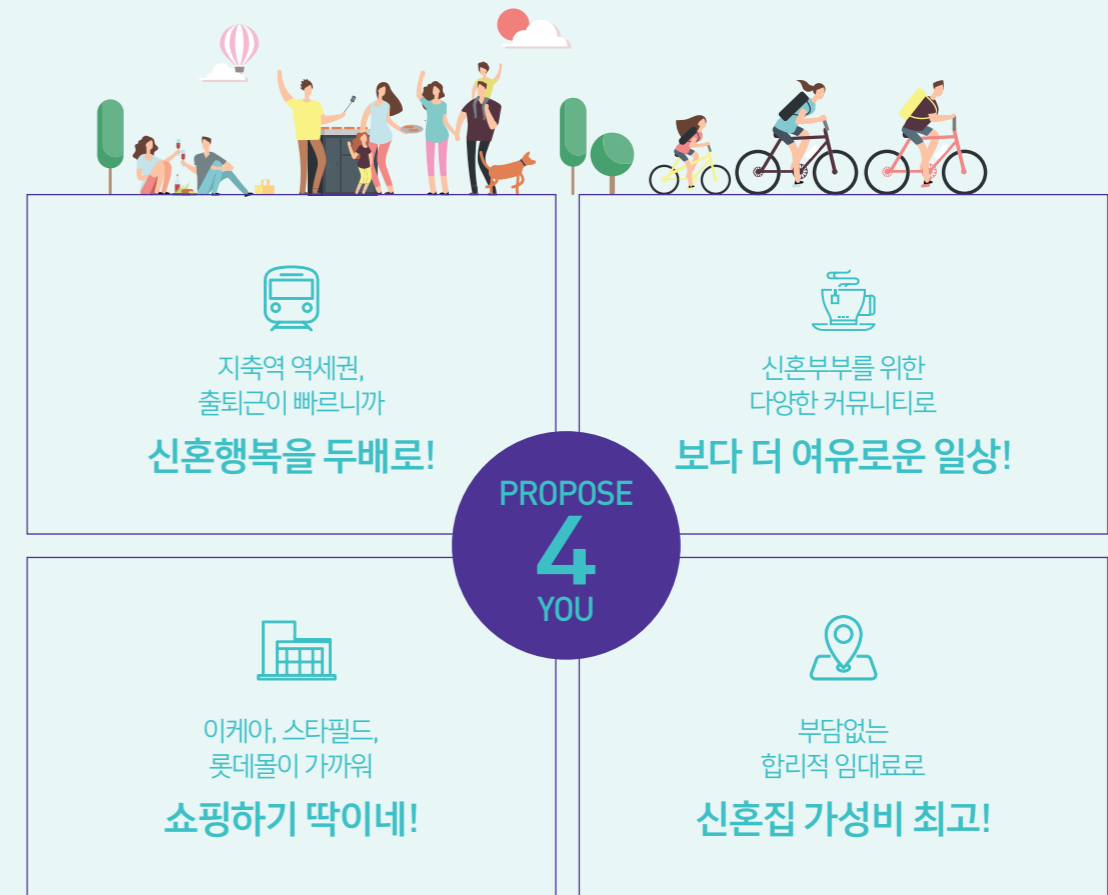 지축역 역세권,
출퇴근이 빠르니까
신혼행복을 두배로!
신혼부부를 위한
다양한 커뮤니티로
보다 더 여유로운 일상!
PROPOSE
4
YOU
이케아, 스타필드,
롯데몰이 가까워
쇼핑하기 딱이네!
부담없는
합리적 임대료로
신혼집 가성비 최고!